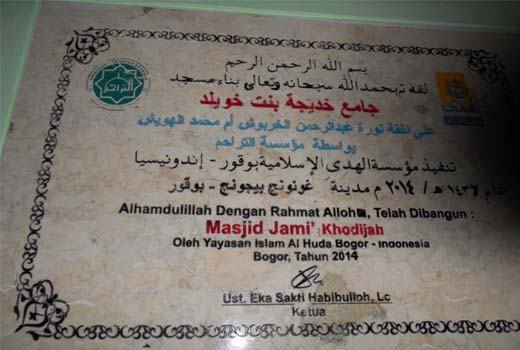 بسم الله الرحمن الرحيم
لقد تم بحمد الله سبحانه وتعالى بناء مسجد
جامع خديجة بنت خويلد
على نفقة نورة عبدالرحمن الخربوش أم محمد الهويش
بواسطة مؤسسة التراحم
تنفيذ مؤسسة الهدى الإسلامية بوقور - إندونيسيا
عام ١٤٣٦ هـ / ٢٠١٤ م مدينة غونونج بيجونج - بوقور
Alhamdulillah Dengan Rahmat Alloh, Telah Dibangun :
Masjid Jami' Khodijah
Oleh Yayasan Islam Al Huda Bogor - Indonesia
Bogor, Tahun 2014
Ust. Eka Sakti Habibulloh, Lc
Ketua